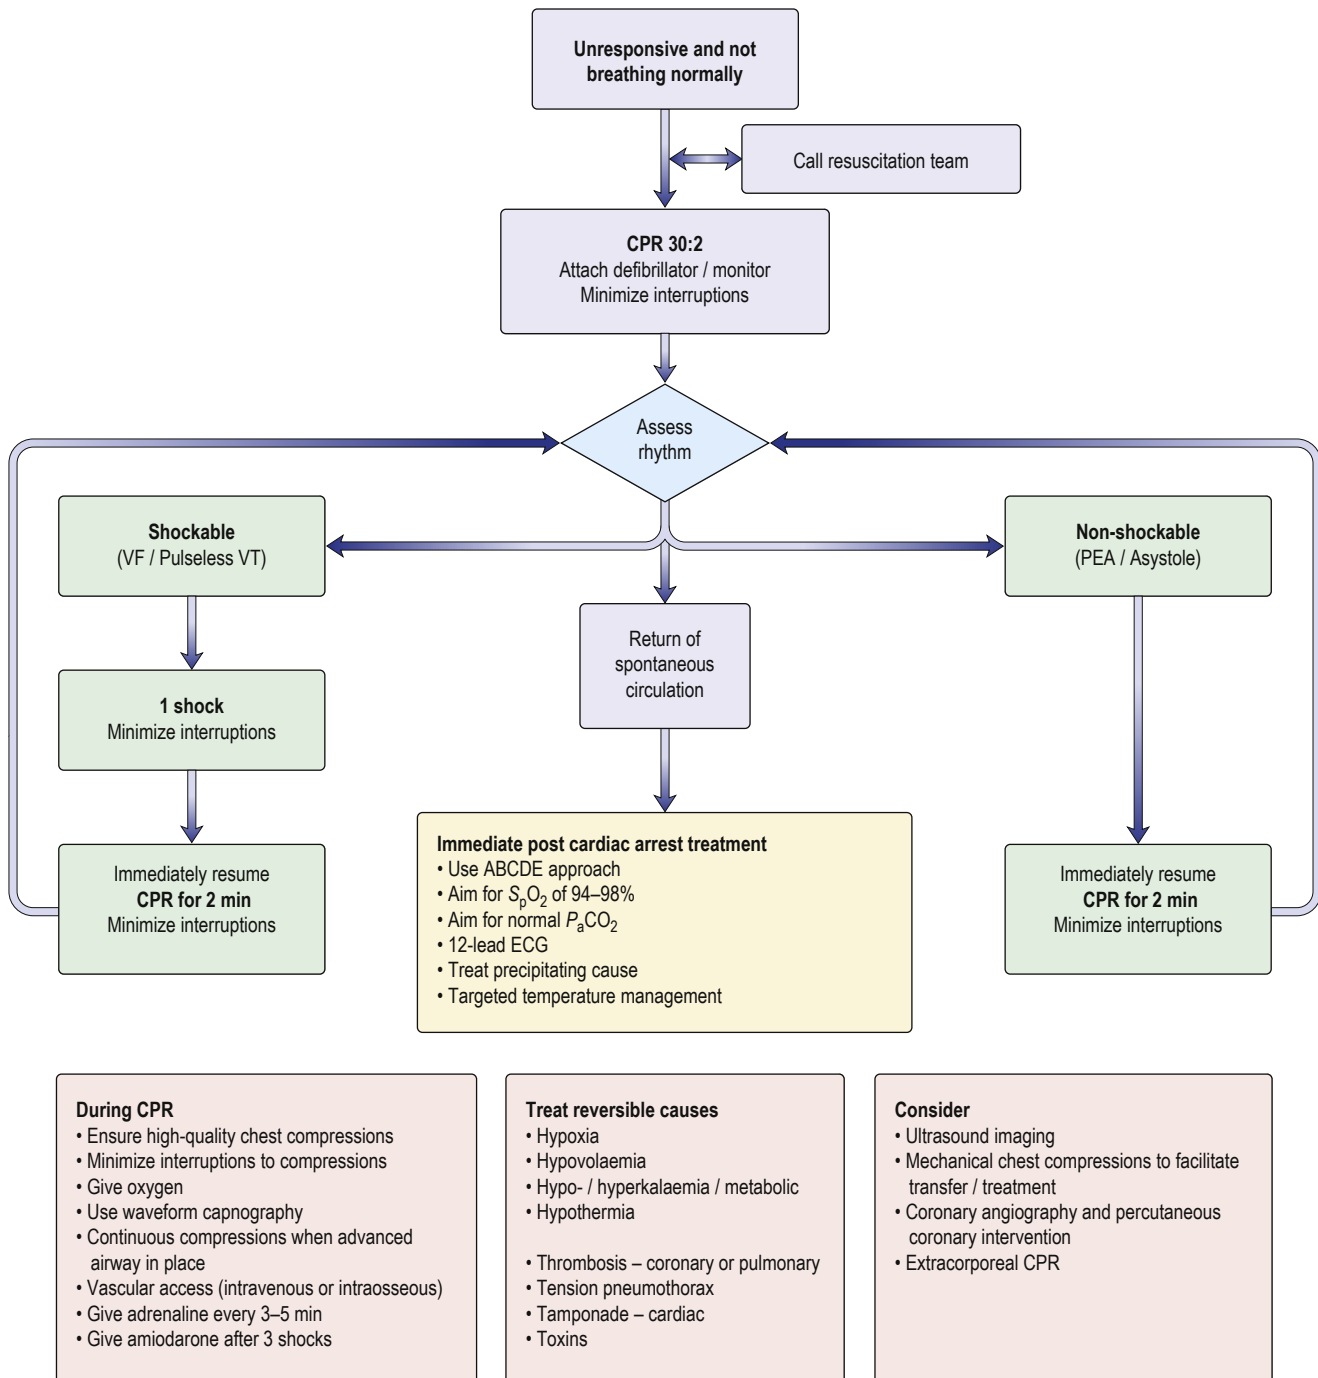 Unresponsive and not
breathing normally
Call resuscitation team
CPR 30:2
Attach defibrillator / monitor
Minimize interruptions
Assess
rhythm
Shockable
(VF / Pulseless VT)
Non-shockable
(PEA / Asystole)
Return of
spontaneous
circulation
1 shock
Minimize interruptions
Immediately resume
CPR for 2 min
Minimize interruptions
Immediate post cardiac arrest treatment
• Use ABCDE approach
• Aim for SpO2 of 94–98%
• Aim for normal PaCO2
• 12-lead ECG
• Treat precipitating cause
• Targeted temperature management
Immediately resume
CPR for 2 min
Minimize interruptions
During CPR
• Ensure high-quality chest compressions
• Minimize interruptions to compressions
• Give oxygen
• Use waveform capnography
• Continuous compressions when advanced
airway in place
• Vascular access (intravenous or intraosseous)
• Give adrenaline every 3–5 min
• Give amiodarone after 3 shocks
Treat reversible causes
• Hypoxia
• Hypovolaemia
• Hypo- / hyperkalaemia / metabolic
• Hypothermia
• Thrombosis – coronary or pulmonary
• Tension pneumothorax
• Tamponade – cardiac
• Toxins
Consider
• Ultrasound imaging
• Mechanical chest compressions to facilitate
transfer / treatment
• Coronary angiography and percutaneous
coronary intervention
• Extracorporeal CPR